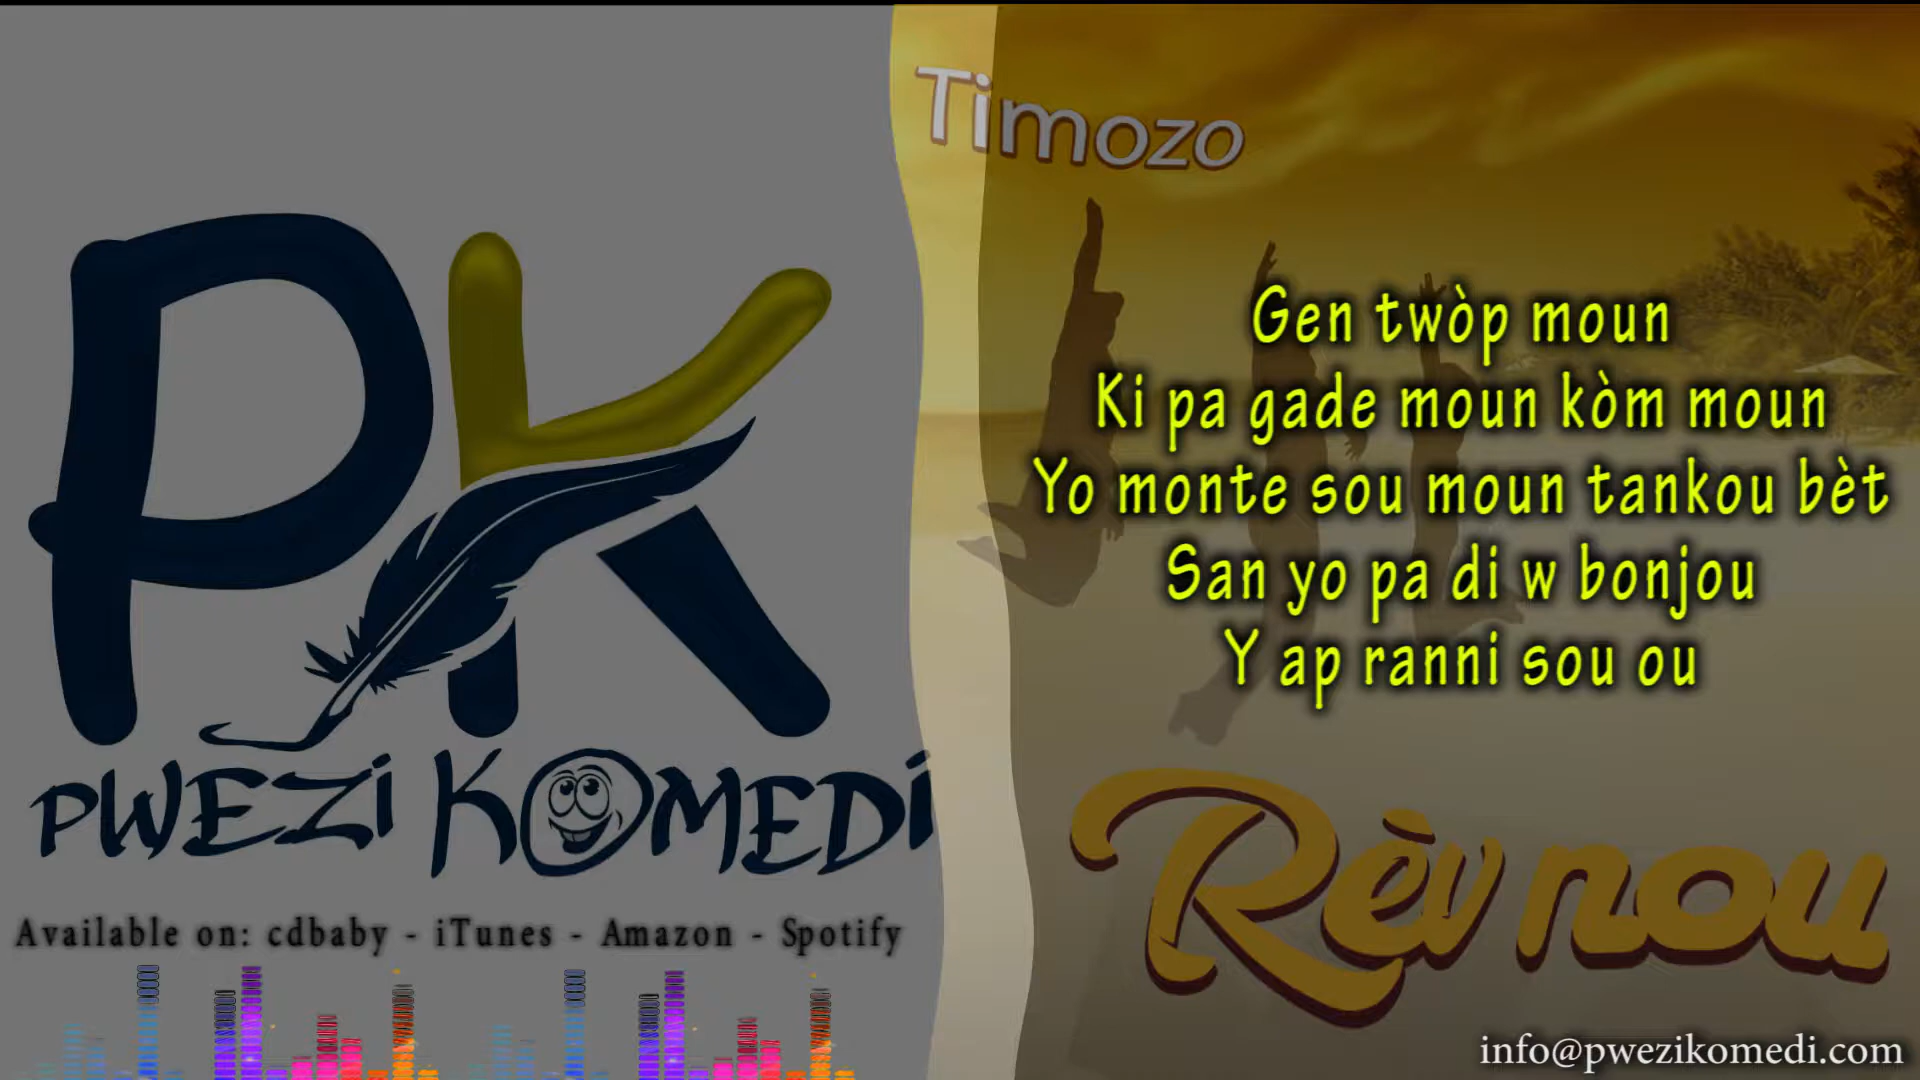 Timozo
Gen twòp moun
Ki pa gade moun kòm moun
Yo monte sou moun tankou bèt
San yo pa di w bonjou
Y ap ranni sou ou
PK
PWEZI KOMEDI
Rèv nou
Available on: cdbaby - iTunes - Amazon - Spotify
info@pwezikomedi.com